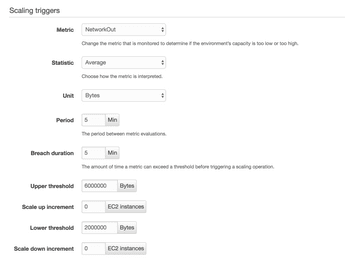 Scaling triggers
Metric NetworkOut
Change the metric that is monitored to determine if the environment's capacity is too low or too high.
Statistic Average
Choose how the metric is interpreted.
Unit Bytes
Period 5 Min
The period between metric evaluations.
Breach duration 5 Min
The amount of time a metric can exceed a threshold before triggering a scaling operation.
Upper threshold 6000000 Bytes
Scale up increment 0 EC2 instances
Lower threshold 2000000 Bytes
Scale down increment 0 EC2 instances